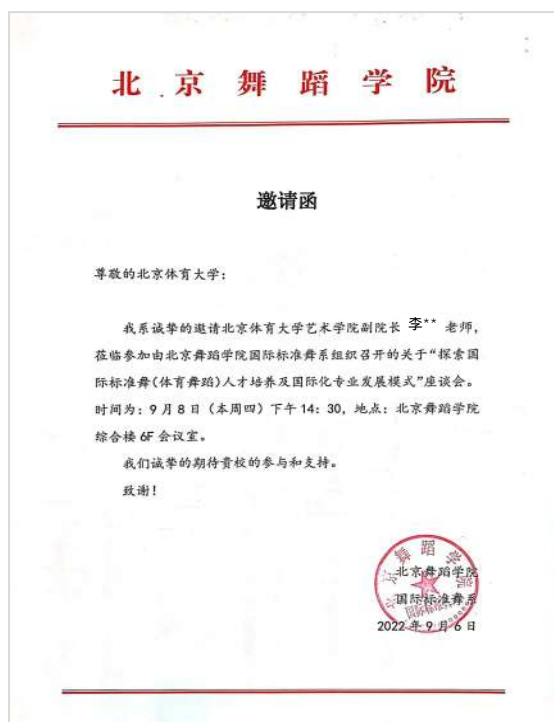 北京舞蹈学院
邀请函
尊敬的北京体育大学：
我系诚挚的邀请北京体育大学艺术学院副院长 李** 老师，
莅临参加由北京舞蹈学院国际标准舞系组织召开的关于“探索国
际标准舞(体育舞蹈)人才培养及国际化专业发展模式”座谈会。
时间为：9月8日（本周四）下午14：30，地点：北京舞蹈学院
综合楼6F会议室。
我们诚挚的期待贵校的参与和支持。
致谢！
北京舞蹈学院
北京舞蹈学院
国际标准舞系
2022年9月6日